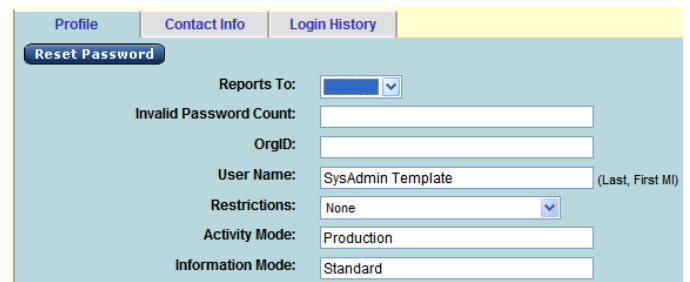 Profile Contact Info Login History
Reset Password
Reports To:
Invalid Password Count:
OrgID:
User Name: SysAdmin Template (Last, First MI)
Restrictions: None
Activity Mode: Production
Information Mode: Standard